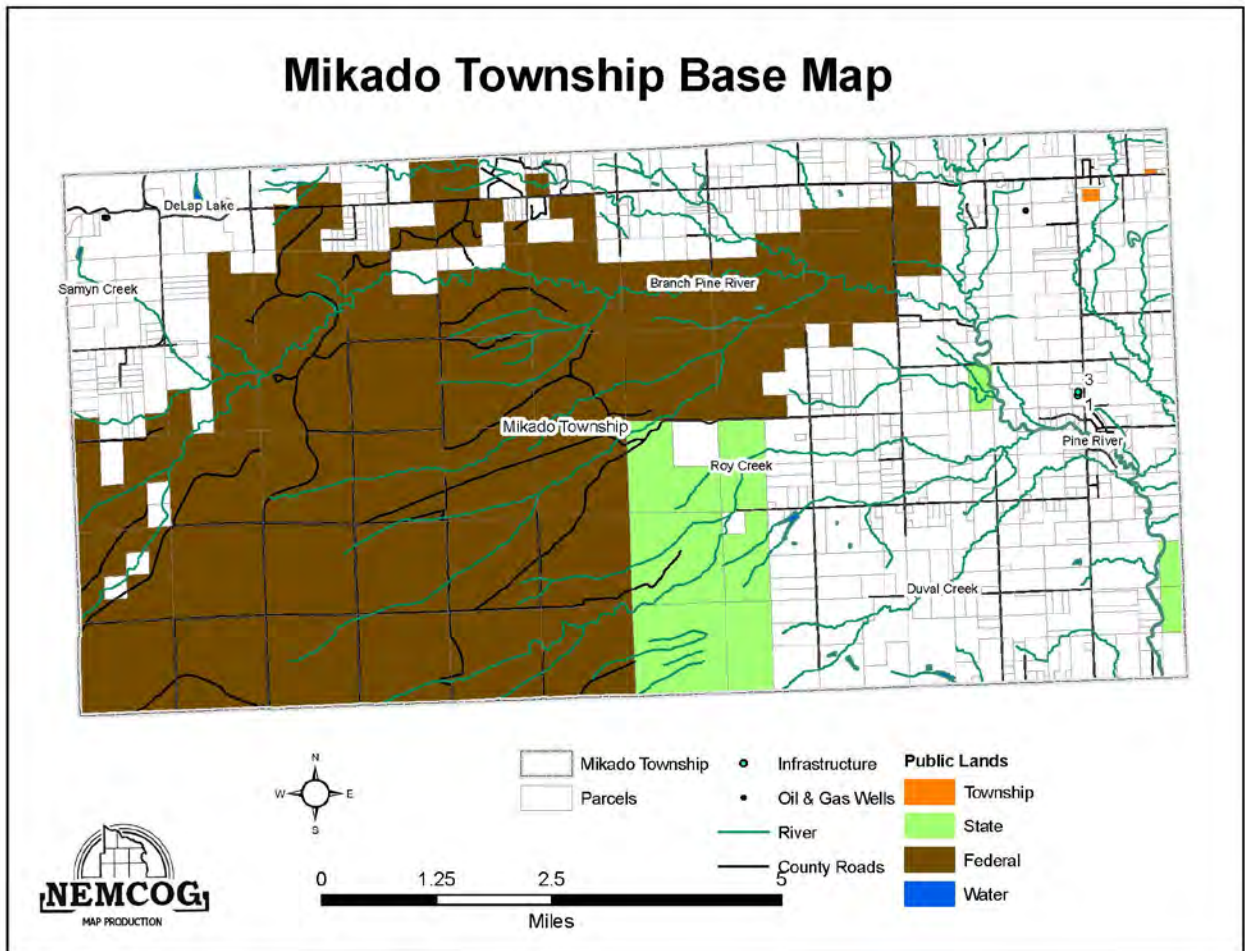 Mikado Township Base Map
DeLap Lake
Samyn Creek
Branch Pine River
3
1
Mikado Township
Pine River
Roy Creek
Duval Creek
N
W
E
S
Mikado Township
Parcels
Infrastructure
Oil & Gas Wells
River
County Roads
Public Lands
Township
State
Federal
Water
0 1.25 2.5 5
Miles
NEMCOG
MAP PRODUCTION